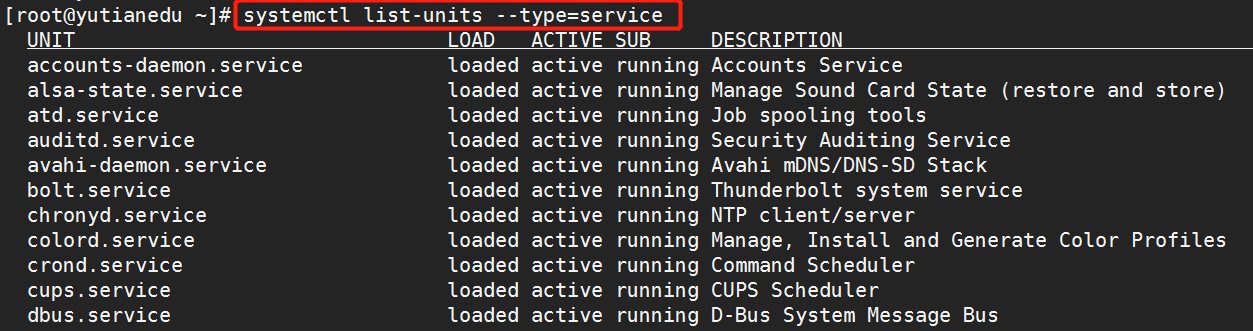 [root@yutianedu ~]# systemctl list-units --type=service
UNIT LOAD ACTIVE SUB DESCRIPTION
accounts-daemon.service loaded active running Accounts Service
alsa-state.service loaded active running Manage Sound Card State (restore and store)
atd.service loaded active running Job spooling tools
auditd.service loaded active running Security Auditing Service
avahi-daemon.service loaded active running Avahi mDNS/DNS-SD Stack
bolt.service loaded active running Thunderbolt system service
chronyd.service loaded active running NTP client/server
colord.service loaded active running Manage, Install and Generate Color Profiles
crond.service loaded active running Command Scheduler
cups.service loaded active running CUPS Scheduler
dbus.service loaded active running D-Bus System Message Bus